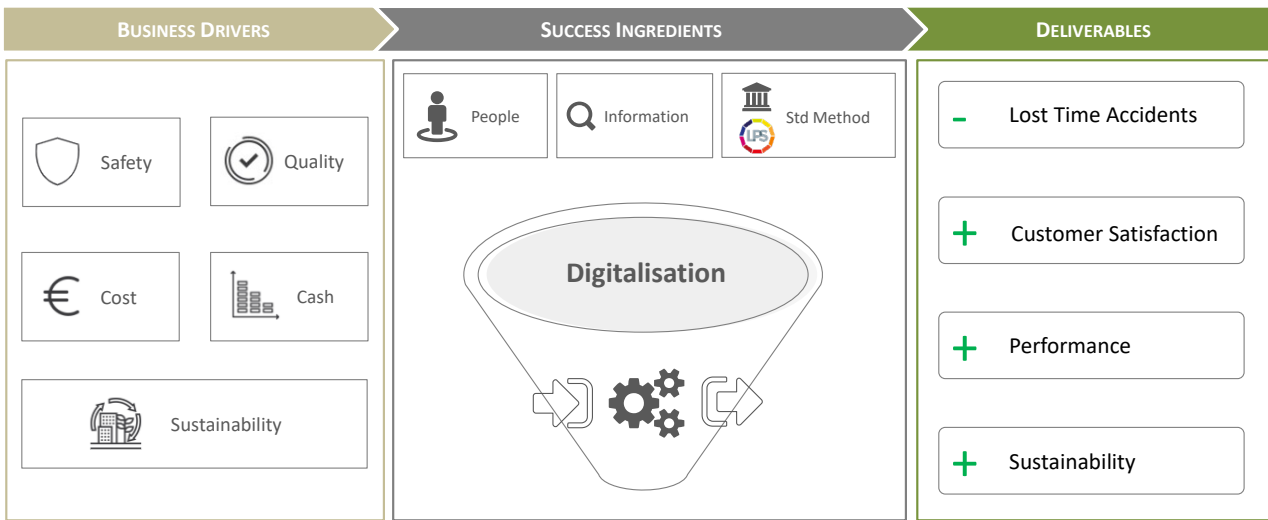 BUSINESS DRIVERS
SUCCESS INGREDIENTS
DELIVERABLES
Safety
Quality
€ Cost
Cash
Sustainability
People
Information
LPS
Std Method
Digitalisation
- Lost Time Accidents
+ Customer Satisfaction
+ Performance
+ Sustainability